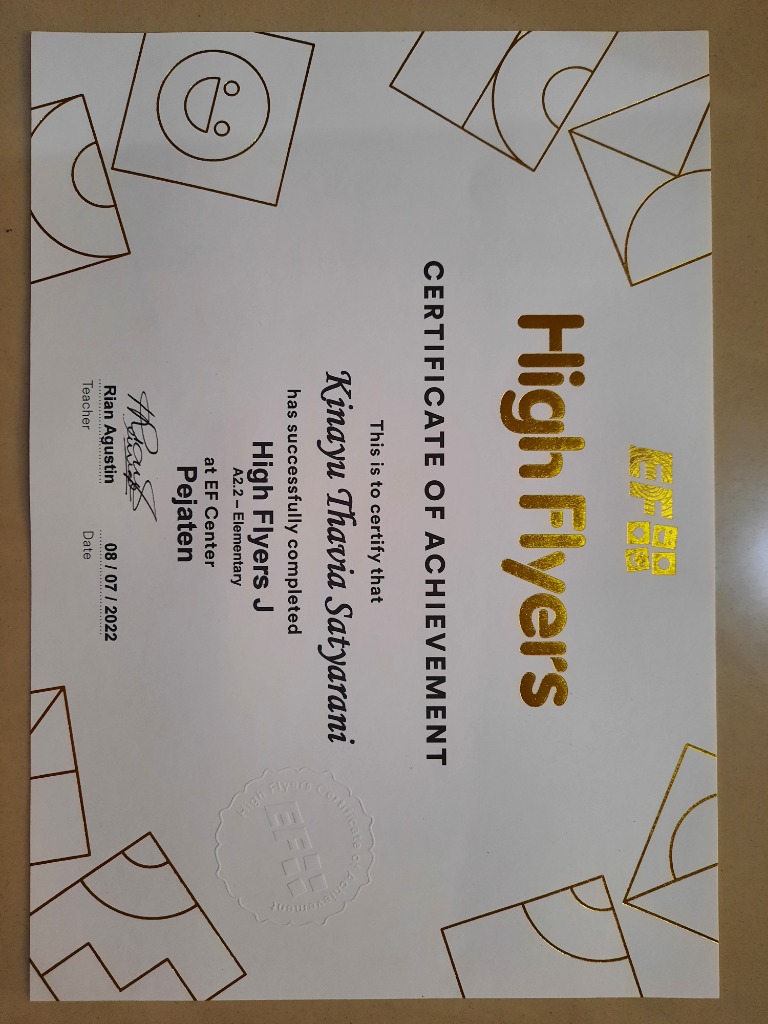 EF
High Flyers
CERTIFICATE OF ACHIEVEMENT
This is to certify that
Kinayu Thavia Satyarani
has successfully completed
High Flyers J
A2.2 – Elementary
at EF Center
Pejaten
Rian Agustin
Teacher
08 / 07 / 2022
Date
High Flyers Certificate of Achievement
EF